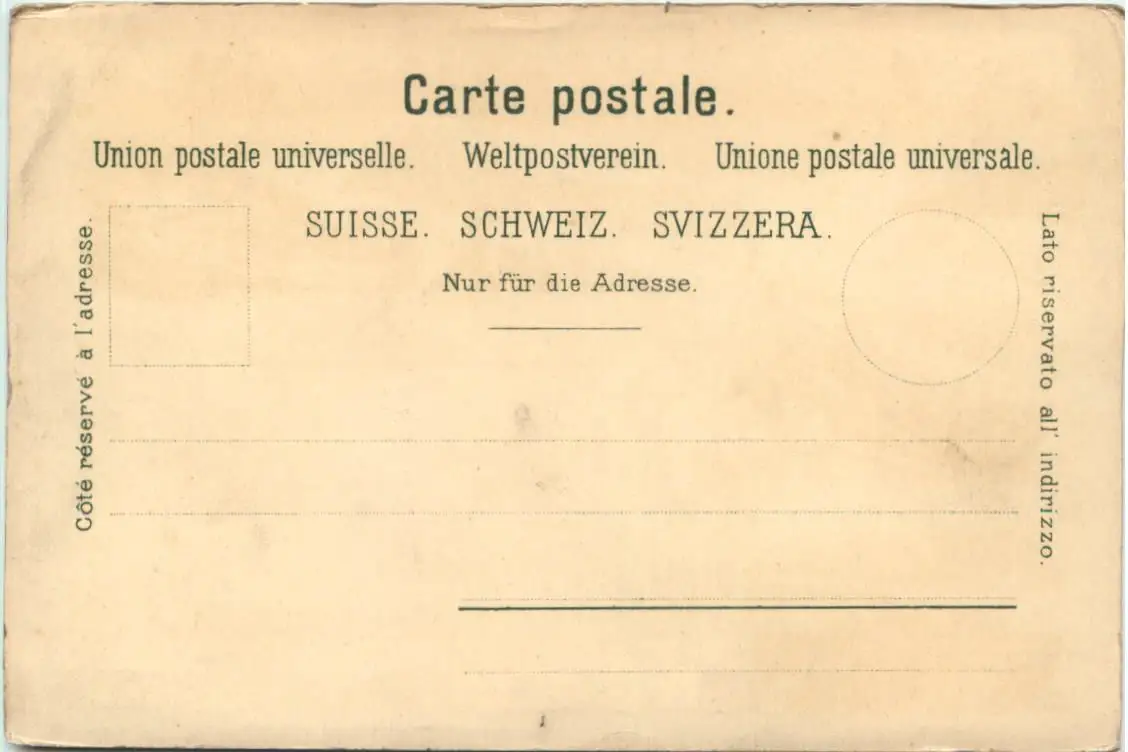 Carte postale.
Union postale universelle. Weltpostverein. Unione postale universale.
SUISSE. SCHWEIZ. SVIZZERA.
Nur für die Adresse.
Côté réservé à l'adresse.
Lato riservato all' indirizzo.